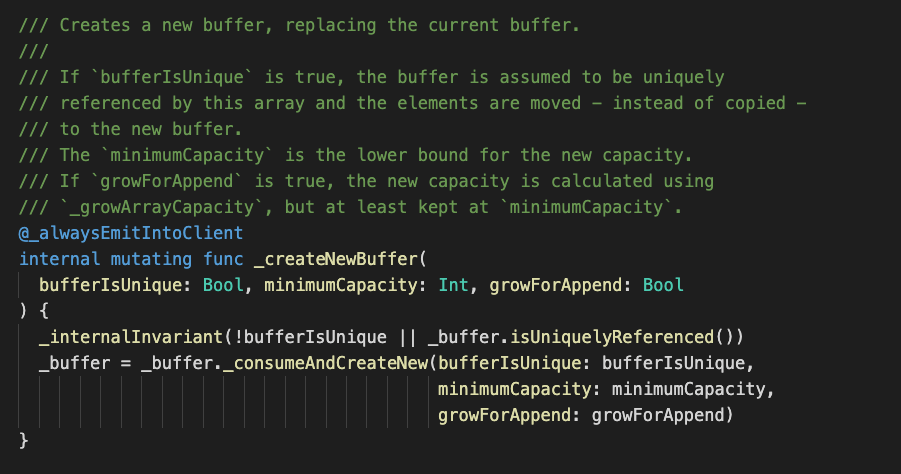 /// Creates a new buffer, replacing the current buffer.
///
/// If `bufferIsUnique` is true, the buffer is assumed to be uniquely
/// referenced by this array and the elements are moved - instead of copied -
/// to the new buffer.
/// The `minimumCapacity` is the lower bound for the new capacity.
/// If `growForAppend` is true, the new capacity is calculated using
/// `_growArrayCapacity`, but at least kept at `minimumCapacity`.
@_alwaysEmitIntoClient
internal mutating func _createNewBuffer(
  bufferIsUnique: Bool, minimumCapacity: Int, growForAppend: Bool
) {
  _internalInvariant(!bufferIsUnique || _buffer.isUniquelyReferenced())
  _buffer = _buffer._consumeAndCreateNew(bufferIsUnique: bufferIsUnique,
                                         minimumCapacity: minimumCapacity,
                                         growForAppend: growForAppend)
}